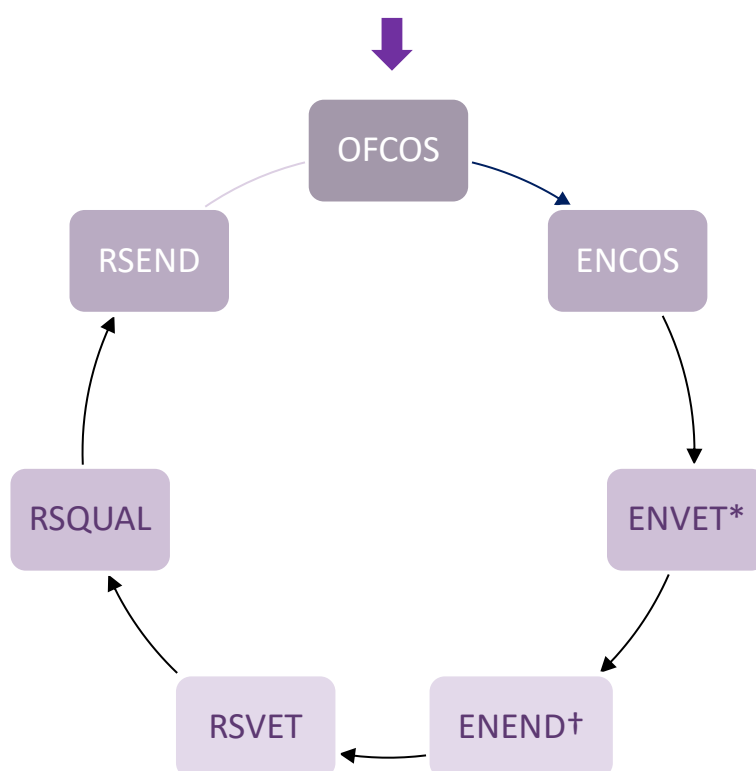 OFCOS
ENCOS
ENVET*
ENEND†
RSVET
RSQUAL
RSEND